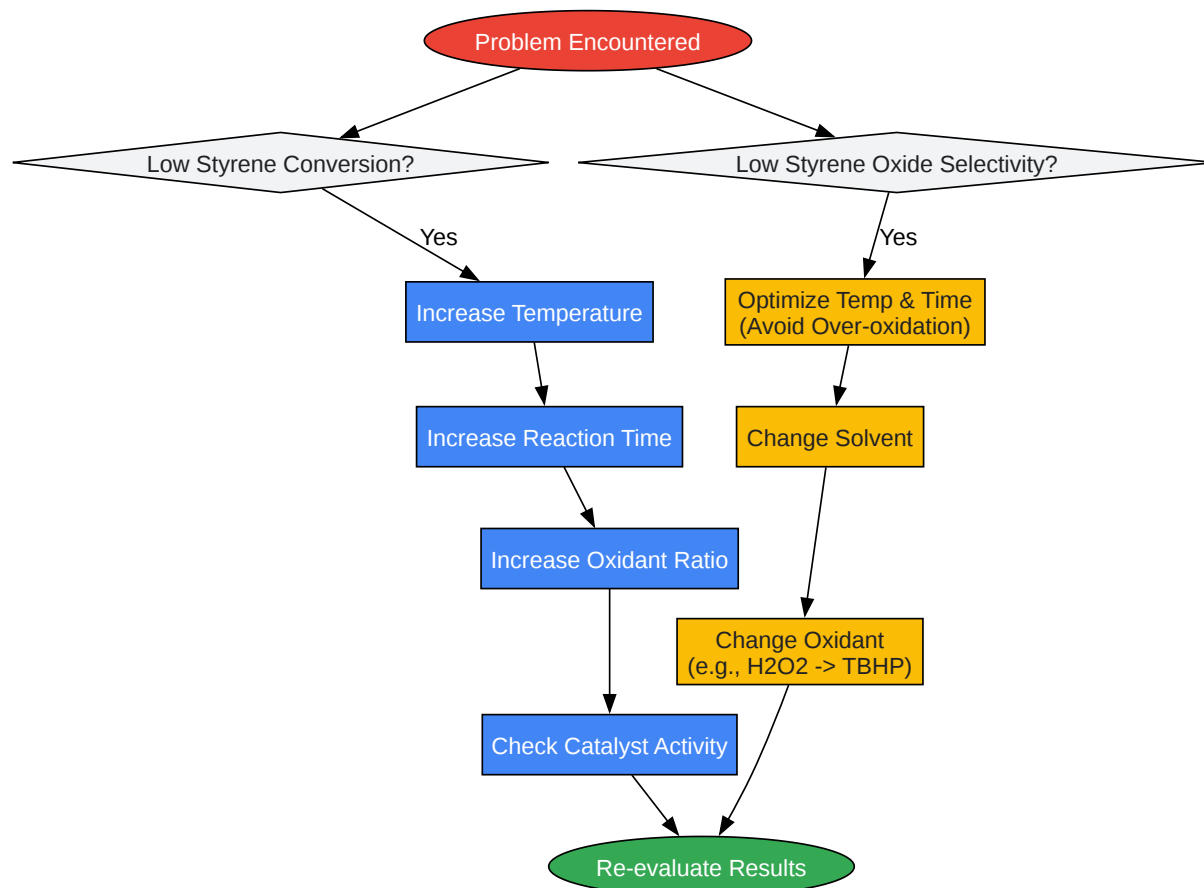 Problem Encountered
Low Styrene Conversion?
Low Styrene Oxide Selectivity?
Yes
Yes
Increase Temperature
Optimize Temp & Time
(Avoid Over-oxidation)
Increase Reaction Time
Change Solvent
Increase Oxidant Ratio
Change Oxidant
(e.g., H2O2 -> TBHP)
Check Catalyst Activity
Re-evaluate Results